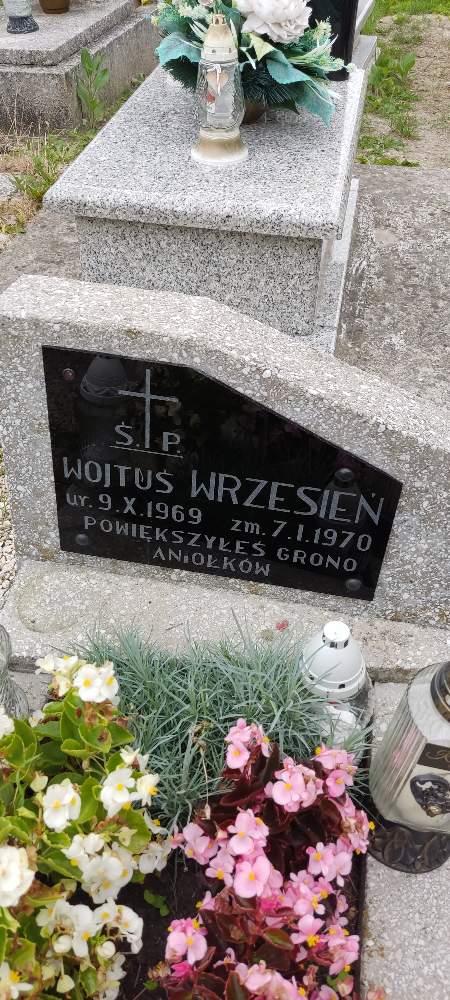 Ś. P.
WOJTUŚ WRZESIEŃ
ur. 9.X.1969 zm. 7.I.1970
POWIĘKSZYŁEŚ GRONO
ANIOŁKÓW